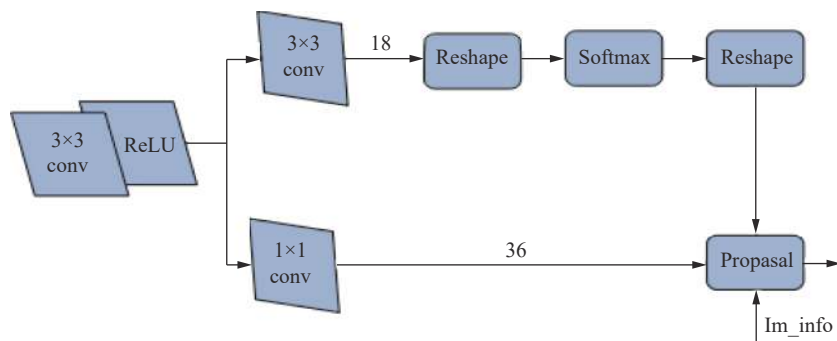 3×3
conv
ReLU
3×3
conv
18
Reshape
Softmax
Reshape
1×1
conv
36
Propasal
Im_info